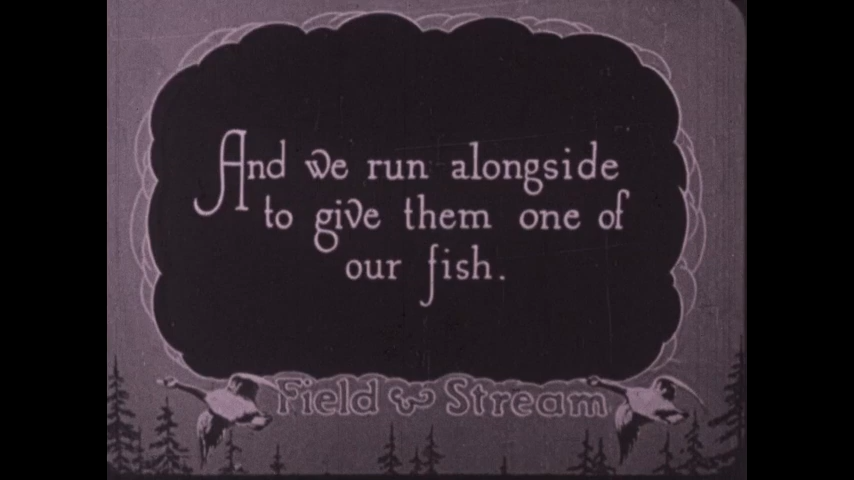 And we run alongside
to give them one of
our fish.
Field & Stream